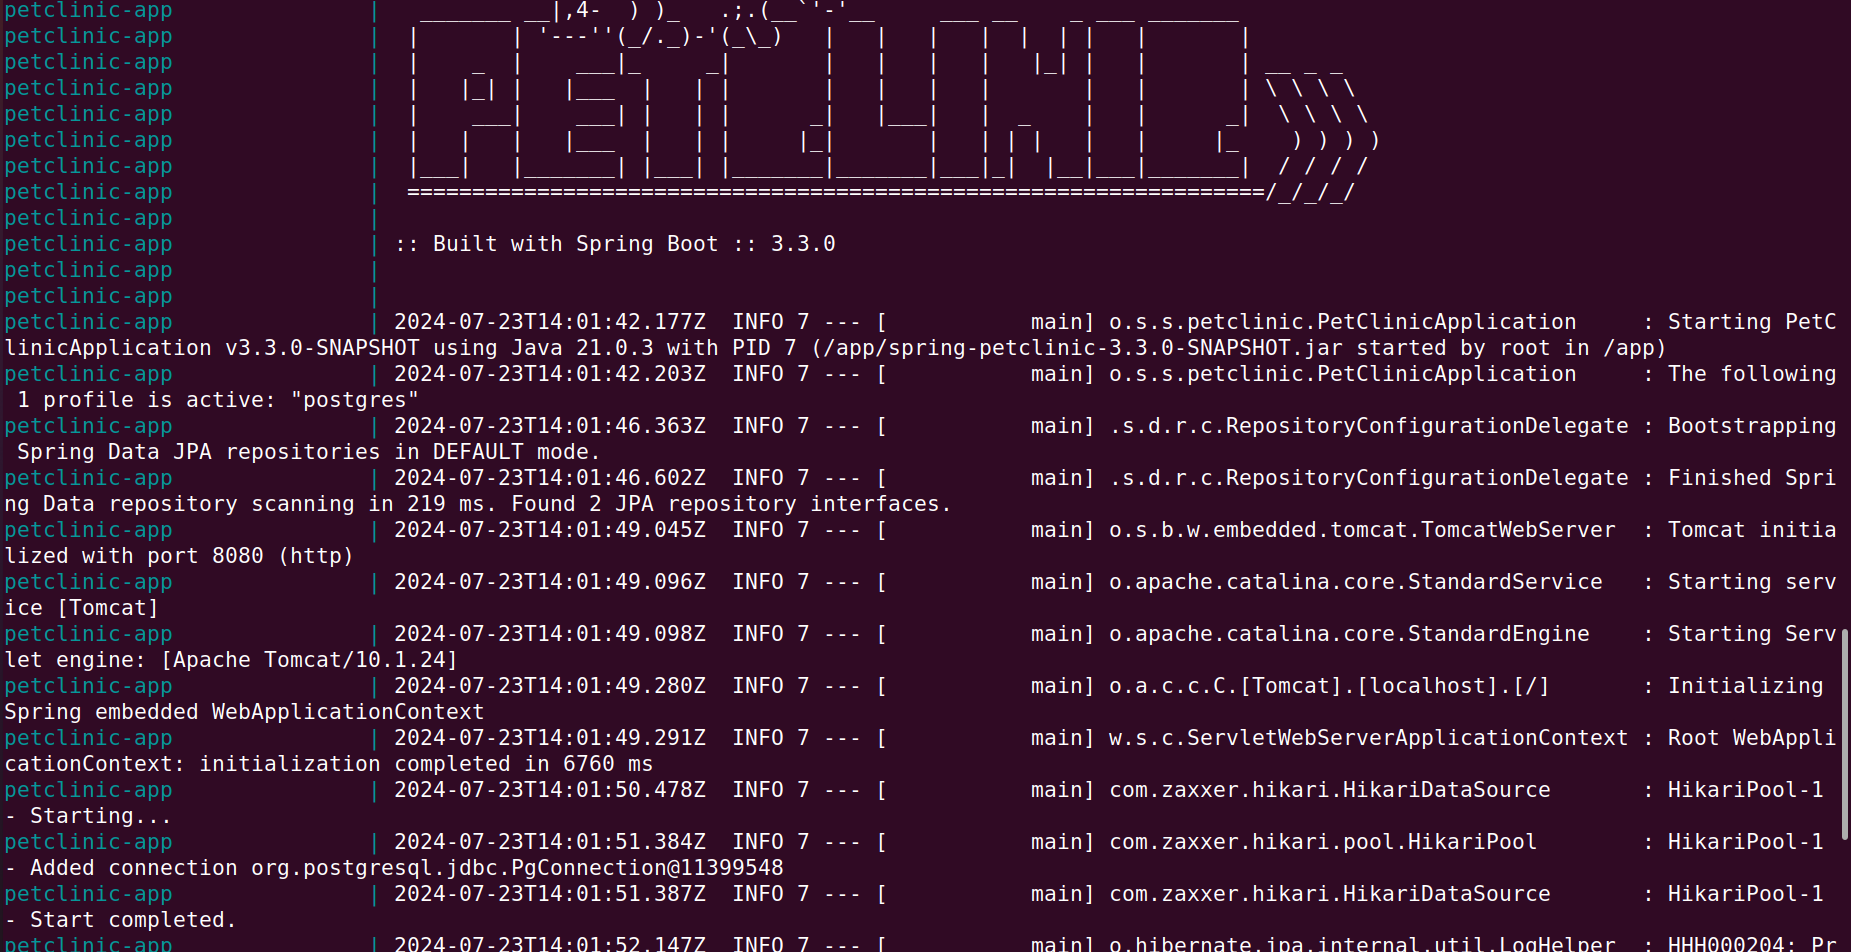 petclinic-app               |   _______ __|,4-  ) )_   .;.(__`'-'__     ___ __    _ ___ _______
petclinic-app               |  |       | '---''(_/._)-'(_\_)   |   |   |   |  |  | |   |       |
petclinic-app               |  |    _  |    ___|_     _|       |   |   |   |   |_| |   |       | __ _ _
petclinic-app               |  |   |_| |   |___  |   | |       |   |   |   |       |   |       | \ \ \ \
petclinic-app               |  |    ___|    ___| |   | |      _|   |___|   |  _    |   |      _|  \ \ \ \
petclinic-app               |  |   |   |   |___  |   | |     |_|       |   | | |   |   |     |_    ) ) ) )
petclinic-app               |  |___|   |_______| |___| |_______|_______|___|_|  |__|___|_______|  / / / /
petclinic-app               |  ==================================================================/_/_/_/
petclinic-app               |
petclinic-app               | :: Built with Spring Boot :: 3.3.0
petclinic-app               |
petclinic-app               |
petclinic-app               | 2024-07-23T14:01:42.177Z  INFO 7 --- [           main] o.s.s.petclinic.PetClinicApplication     : Starting PetC
linicApplication v3.3.0-SNAPSHOT using Java 21.0.3 with PID 7 (/app/spring-petclinic-3.3.0-SNAPSHOT.jar started by root in /app)
petclinic-app               | 2024-07-23T14:01:42.203Z  INFO 7 --- [           main] o.s.s.petclinic.PetClinicApplication     : The following
 1 profile is active: "postgres"
petclinic-app               | 2024-07-23T14:01:46.363Z  INFO 7 --- [           main] .s.d.r.c.RepositoryConfigurationDelegate : Bootstrapping
 Spring Data JPA repositories in DEFAULT mode.
petclinic-app               | 2024-07-23T14:01:46.602Z  INFO 7 --- [           main] .s.d.r.c.RepositoryConfigurationDelegate : Finished Spri
ng Data repository scanning in 219 ms. Found 2 JPA repository interfaces.
petclinic-app               | 2024-07-23T14:01:49.045Z  INFO 7 --- [           main] o.s.b.w.embedded.tomcat.TomcatWebServer  : Tomcat initia
lized with port 8080 (http)
petclinic-app               | 2024-07-23T14:01:49.096Z  INFO 7 --- [           main] o.apache.catalina.core.StandardService   : Starting serv
ice [Tomcat]
petclinic-app               | 2024-07-23T14:01:49.098Z  INFO 7 --- [           main] o.apache.catalina.core.StandardEngine    : Starting Serv
let engine: [Apache Tomcat/10.1.24]
petclinic-app               | 2024-07-23T14:01:49.280Z  INFO 7 --- [           main] o.a.c.c.C.[Tomcat].[localhost].[/]       : Initializing
Spring embedded WebApplicationContext
petclinic-app               | 2024-07-23T14:01:49.291Z  INFO 7 --- [           main] w.s.c.ServletWebServerApplicationContext : Root WebAppli
cationContext: initialization completed in 6760 ms
petclinic-app               | 2024-07-23T14:01:50.478Z  INFO 7 --- [           main] com.zaxxer.hikari.HikariDataSource       : HikariPool-1
- Starting...
petclinic-app               | 2024-07-23T14:01:51.384Z  INFO 7 --- [           main] com.zaxxer.hikari.pool.HikariPool        : HikariPool-1
- Added connection org.postgresql.jdbc.PgConnection@11399548
petclinic-app               | 2024-07-23T14:01:51.387Z  INFO 7 --- [           main] com.zaxxer.hikari.HikariDataSource       : HikariPool-1
- Start completed.
petclinic-app               | 2024-07-23T14:01:52.147Z  INFO 7 --- [           main] o.hibernate.jpa.internal.util.LogHelper  : HHH000204: Pr